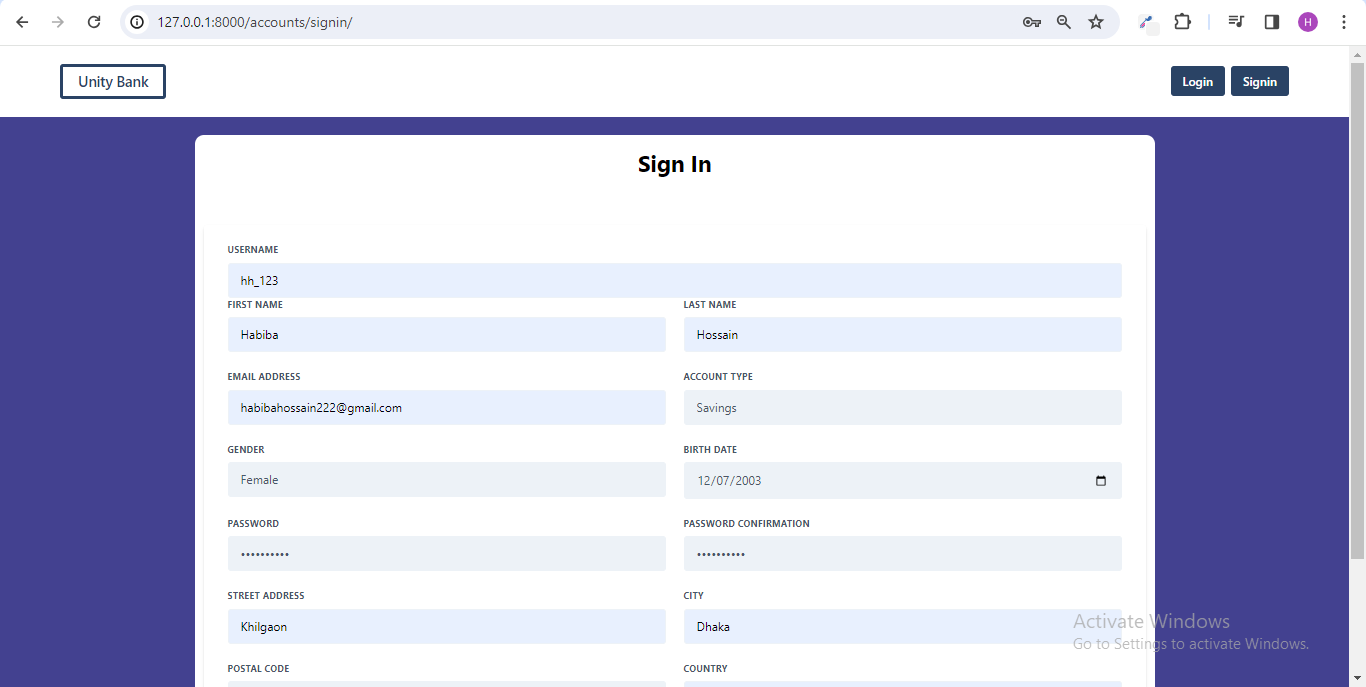 127.0.0.1:8000/accounts/signin/
H
Unity Bank
Login Signin
Sign In
USERNAME
hh_123
FIRST NAME LAST NAME
Habiba Hossain
EMAIL ADDRESS ACCOUNT TYPE
habibahossain222@gmail.com Savings
GENDER BIRTH DATE
Female 12/07/2003
PASSWORD PASSWORD CONFIRMATION
•••••••••• ••••••••••
STREET ADDRESS CITY
Khilgaon Dhaka
Activate Windows
Go to Settings to activate Windows.
POSTAL CODE COUNTRY